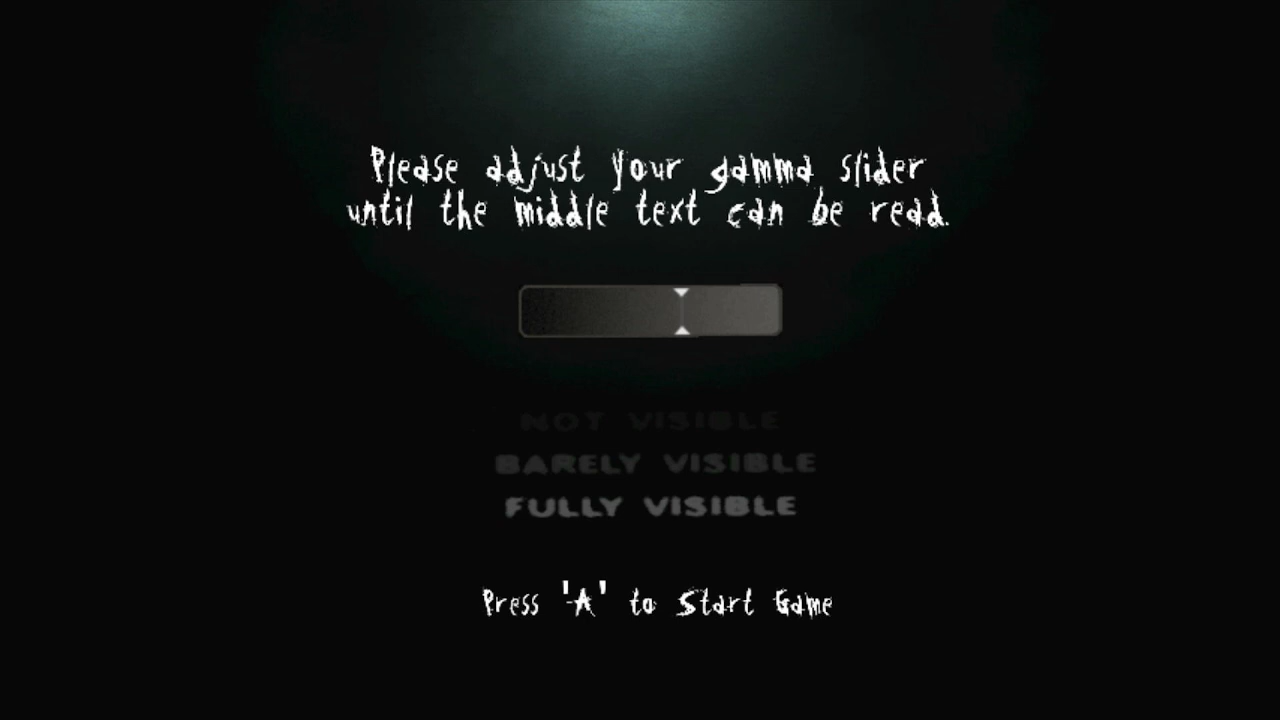 Please adjust your gamma slider
until the middle text can be read.
NOT VISIBLE
BARELY VISIBLE
FULLY VISIBLE
Press 'A' to Start Game